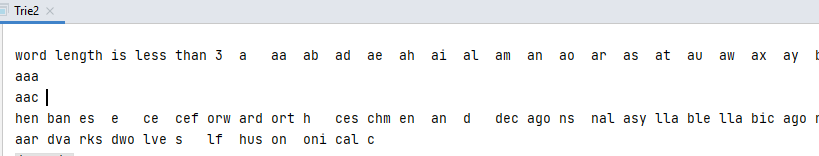 Trie2
word length is less than 3 a aa ab ad ae ah ai al am an ao ar as at au aw ax ay
aaa
aac
hen ban es e ce cef orw ard ort h ces chm en an d dec ago ns nal asy lla ble lla bic ago
aar dva rks dwo lve s lf hus on oni cal c